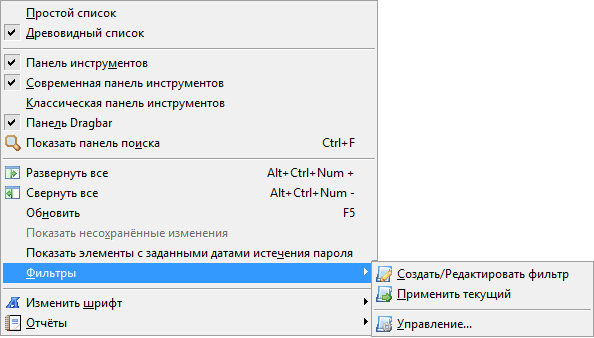 Простой список
Древовидный список
Панель инструментов
Современная панель инструментов
Классическая панель инструментов
Панель Dragbar
Показать панель поиска Ctrl+F
Развернуть все Alt+Ctrl+Num +
Свернуть все Alt+Ctrl+Num -
Обновить F5
Показать несохранённые изменения
Показать элементы с заданными датами истечения пароля
Фильтры
Создать/Редактировать фильтр
Применить текущий
Управление...
Изменить шрифт
Отчёты